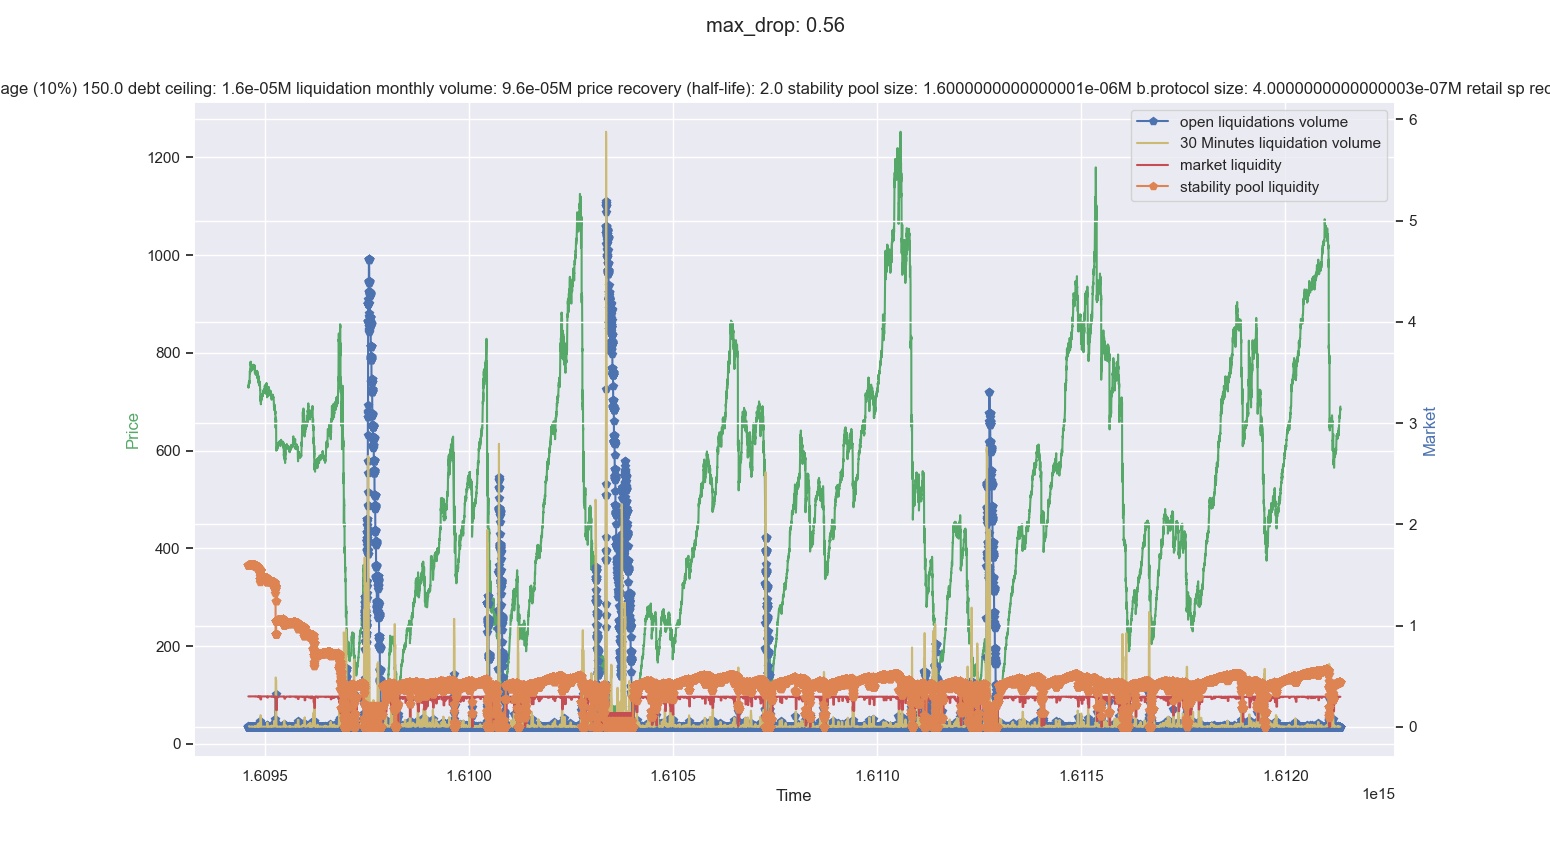 max_drop: 0.56
age (10%) 150.0 debt ceiling: 1.6e-05M liquidation monthly volume: 9.6e-05M price recovery (half-life): 2.0 stability pool size: 1.6000000000000001e-06M b.protocol size: 4.0000000000000003e-07M retail sp rec
open liquidations volume
30 Minutes liquidation volume
market liquidity
stability pool liquidity
1200
1000
800
600
400
200
0
Price
6
5
4
3
2
1
0
Market
1.6095
1.6100
1.6105
1.6110
1.6115
1.6120
1e15
Time